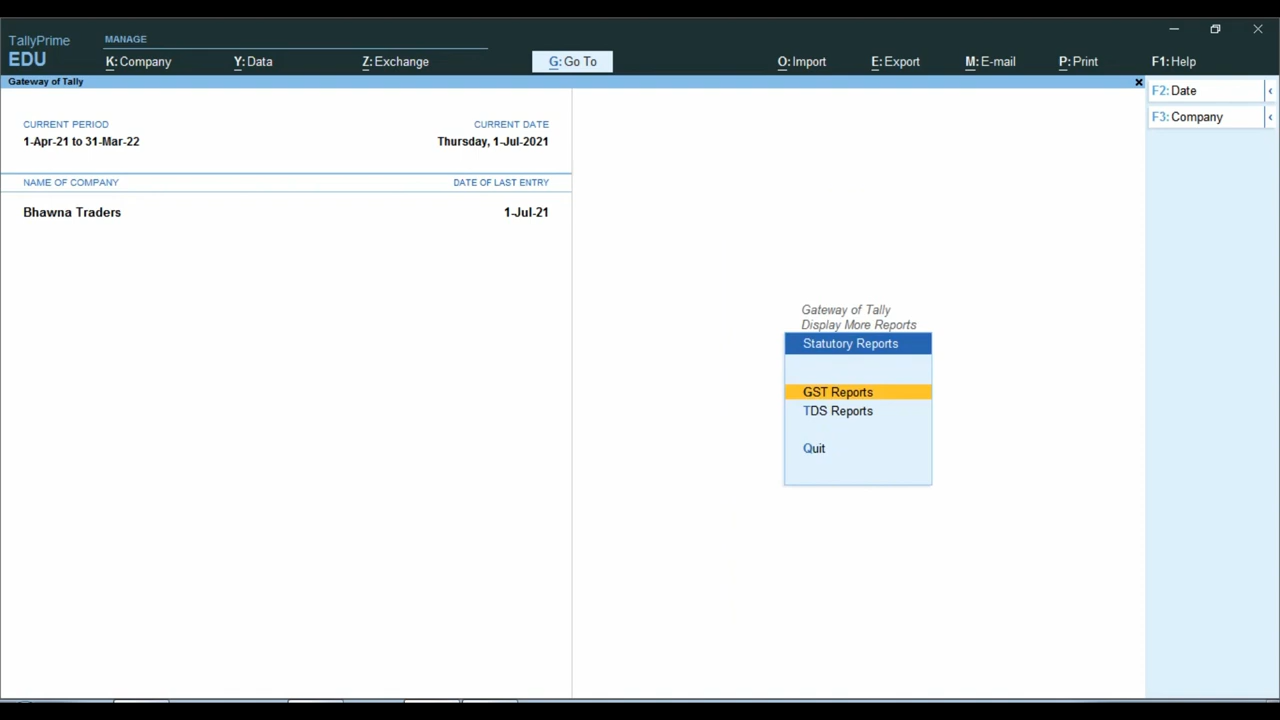 TallyPrime
EDU
MANAGE
K: Company
Y: Data
Z: Exchange
G: Go To
O: Import
E: Export
M: E-mail
P: Print
F1: Help
Gateway of Tally
F2: Date
F3: Company
CURRENT PERIOD
CURRENT DATE
1-Apr-21 to 31-Mar-22
Thursday, 1-Jul-2021
NAME OF COMPANY
DATE OF LAST ENTRY
Bhawna Traders
1-Jul-21
Gateway of Tally
Display More Reports
Statutory Reports
GST Reports
TDS Reports
Quit